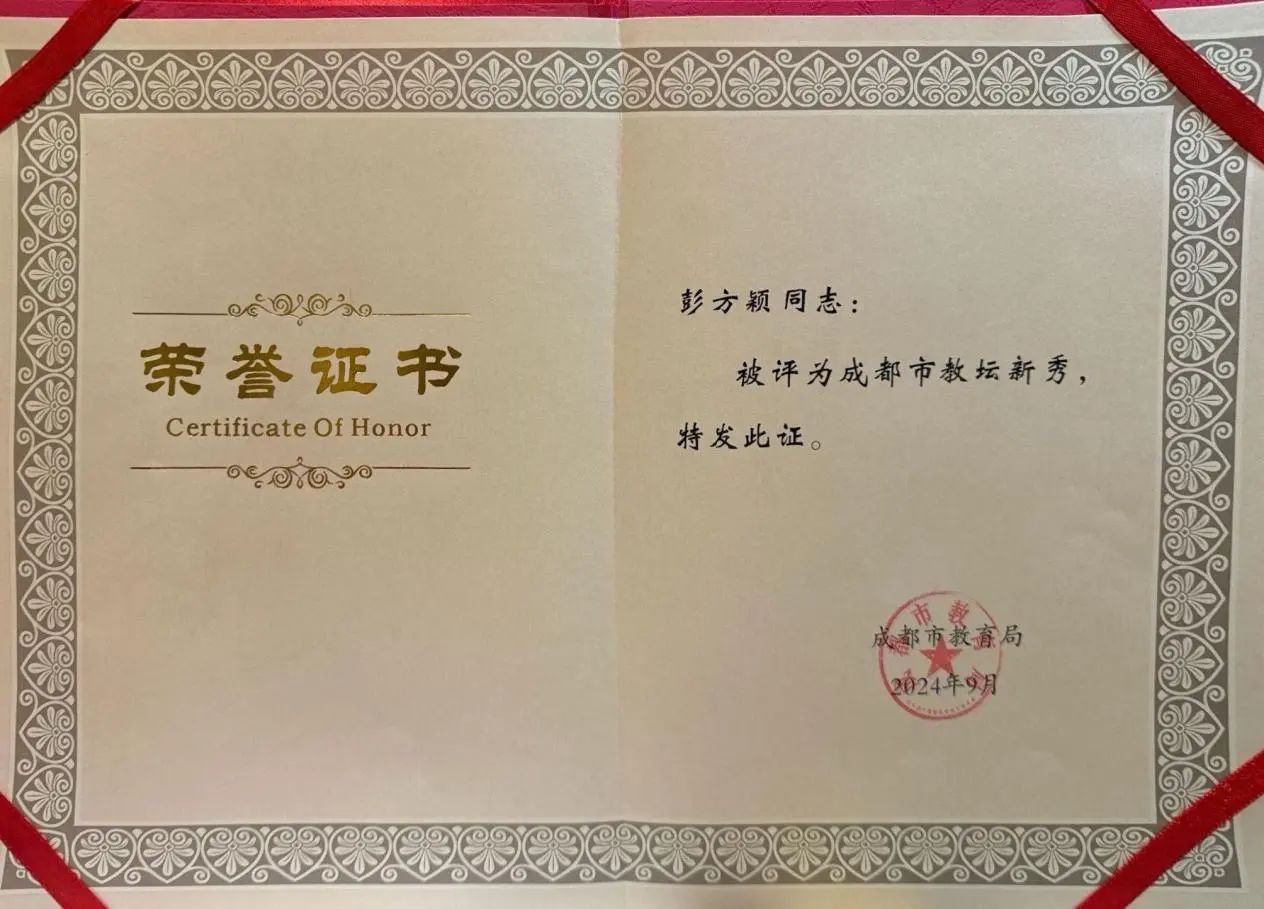 荣誉证书
Certificate Of Honor
彭方颖同志：
被评为成都市教坛新秀，
特发此证。
成都市教育局
2024年9月